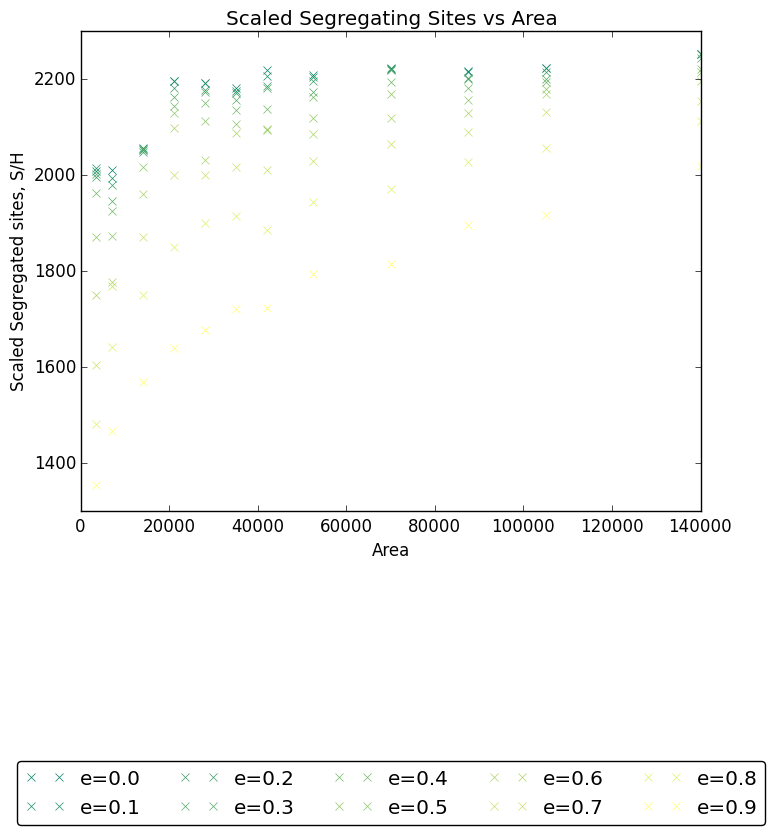 Scaled Segregating Sites vs Area
Scaled Segregated sites, S/H
2200
2000
1800
1600
1400
0 20000 40000 60000 80000 100000 120000 140000
Area
e=0.0 e=0.2 e=0.4 e=0.6 e=0.8
e=0.1 e=0.3 e=0.5 e=0.7 e=0.9